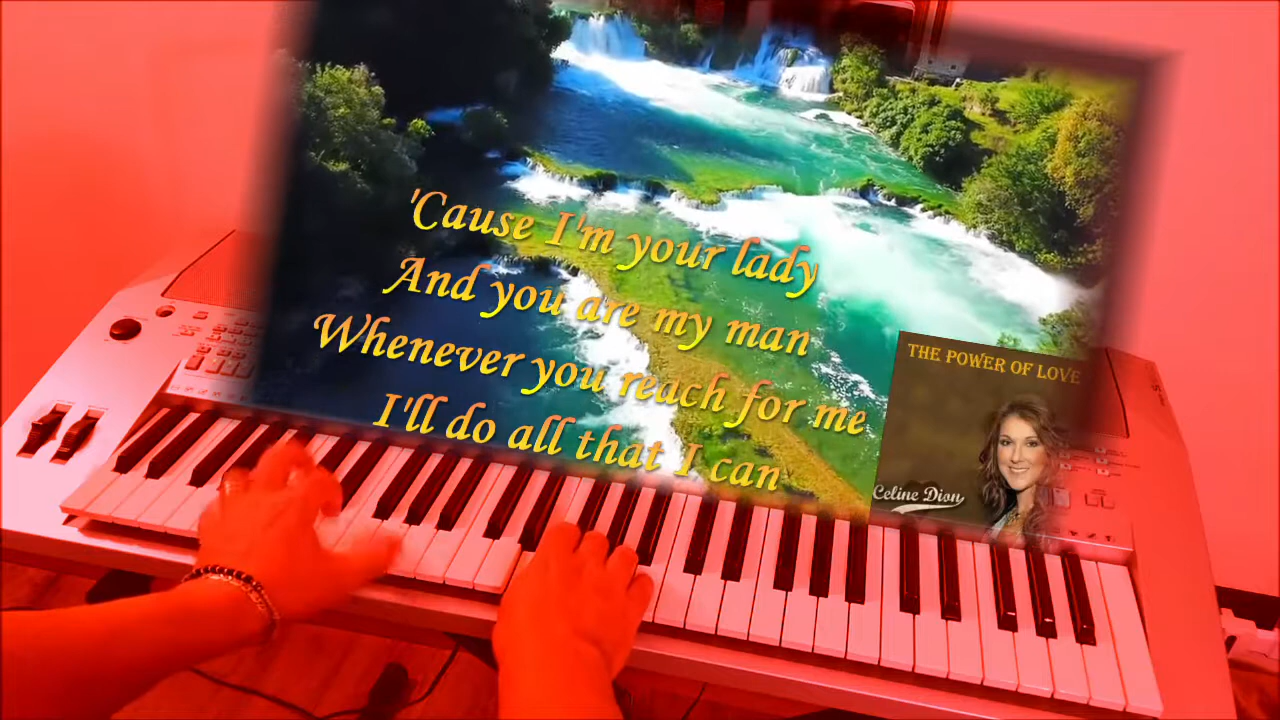 'Cause I'm your lady
And you are my man
Whenever you reach for me
I'll do all that I can
THE POWER OF LOVE
Celine Dion